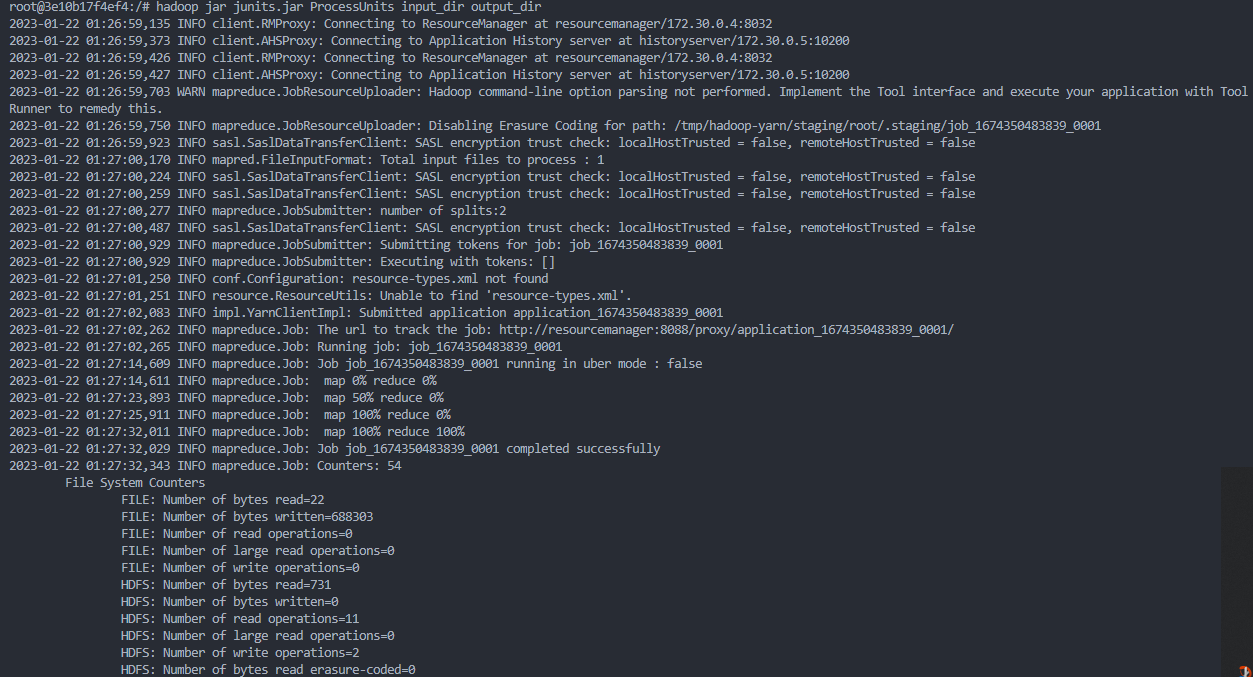 root@3e10b17f4ef4:/# hadoop jar junits.jar ProcessUnits input_dir output_dir
2023-01-22 01:26:59,135 INFO client.RMProxy: Connecting to ResourceManager at resourcemanager/172.30.0.4:8032
2023-01-22 01:26:59,373 INFO client.AHSProxy: Connecting to Application History server at historyserver/172.30.0.5:10200
2023-01-22 01:26:59,426 INFO client.RMProxy: Connecting to ResourceManager at resourcemanager/172.30.0.4:8032
2023-01-22 01:26:59,427 INFO client.AHSProxy: Connecting to Application History server at historyserver/172.30.0.5:10200
2023-01-22 01:26:59,703 WARN mapreduce.JobResourceUploader: Hadoop command-line option parsing not performed. Implement the Tool interface and execute your application with Tool
Runner to remedy this.
2023-01-22 01:26:59,750 INFO mapreduce.JobResourceUploader: Disabling Erasure Coding for path: /tmp/hadoop-yarn/staging/root/.staging/job_1674350483839_0001
2023-01-22 01:26:59,923 INFO sasl.SaslDataTransferClient: SASL encryption trust check: localHostTrusted = false, remoteHostTrusted = false
2023-01-22 01:27:00,170 INFO mapred.FileInputFormat: Total input files to process : 1
2023-01-22 01:27:00,224 INFO sasl.SaslDataTransferClient: SASL encryption trust check: localHostTrusted = false, remoteHostTrusted = false
2023-01-22 01:27:00,259 INFO sasl.SaslDataTransferClient: SASL encryption trust check: localHostTrusted = false, remoteHostTrusted = false
2023-01-22 01:27:00,277 INFO mapreduce.JobSubmitter: number of splits:2
2023-01-22 01:27:00,487 INFO sasl.SaslDataTransferClient: SASL encryption trust check: localHostTrusted = false, remoteHostTrusted = false
2023-01-22 01:27:00,929 INFO mapreduce.JobSubmitter: Submitting tokens for job: job_1674350483839_0001
2023-01-22 01:27:00,929 INFO mapreduce.JobSubmitter: Executing with tokens: []
2023-01-22 01:27:01,250 INFO conf.Configuration: resource-types.xml not found
2023-01-22 01:27:01,251 INFO resource.ResourceUtils: Unable to find 'resource-types.xml'.
2023-01-22 01:27:02,083 INFO impl.YarnClientImpl: Submitted application application_1674350483839_0001
2023-01-22 01:27:02,262 INFO mapreduce.Job: The url to track the job: http://resourcemanager:8088/proxy/application_1674350483839_0001/
2023-01-22 01:27:02,265 INFO mapreduce.Job: Running job: job_1674350483839_0001
2023-01-22 01:27:14,609 INFO mapreduce.Job: Job job_1674350483839_0001 running in uber mode : false
2023-01-22 01:27:14,611 INFO mapreduce.Job:  map 0% reduce 0%
2023-01-22 01:27:23,893 INFO mapreduce.Job:  map 50% reduce 0%
2023-01-22 01:27:25,911 INFO mapreduce.Job:  map 100% reduce 0%
2023-01-22 01:27:32,011 INFO mapreduce.Job:  map 100% reduce 100%
2023-01-22 01:27:32,029 INFO mapreduce.Job: Job job_1674350483839_0001 completed successfully
2023-01-22 01:27:32,343 INFO mapreduce.Job: Counters: 54
File System Counters
FILE: Number of bytes read=22
FILE: Number of bytes written=688303
FILE: Number of read operations=0
FILE: Number of large read operations=0
FILE: Number of write operations=0
HDFS: Number of bytes read=731
HDFS: Number of bytes written=0
HDFS: Number of read operations=11
HDFS: Number of large read operations=0
HDFS: Number of write operations=2
HDFS: Number of bytes read erasure-coded=0